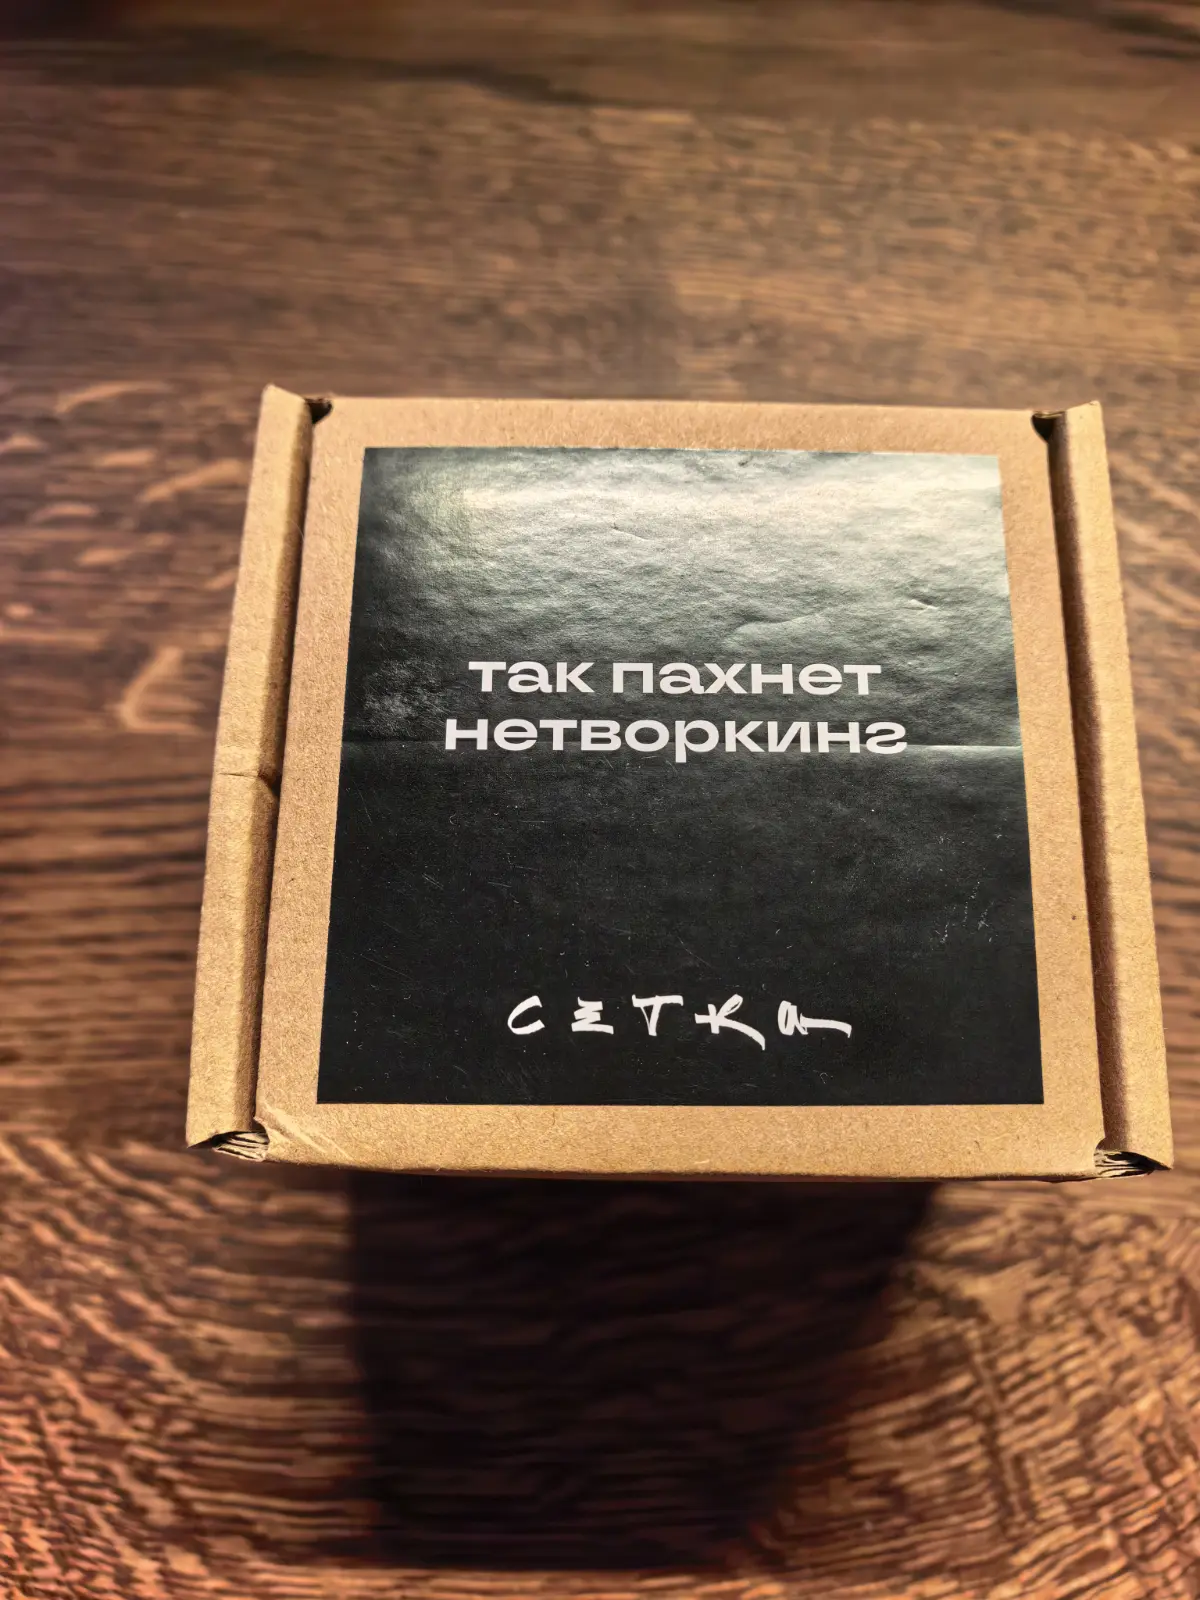 так пахнет
нетворкинг
сетка